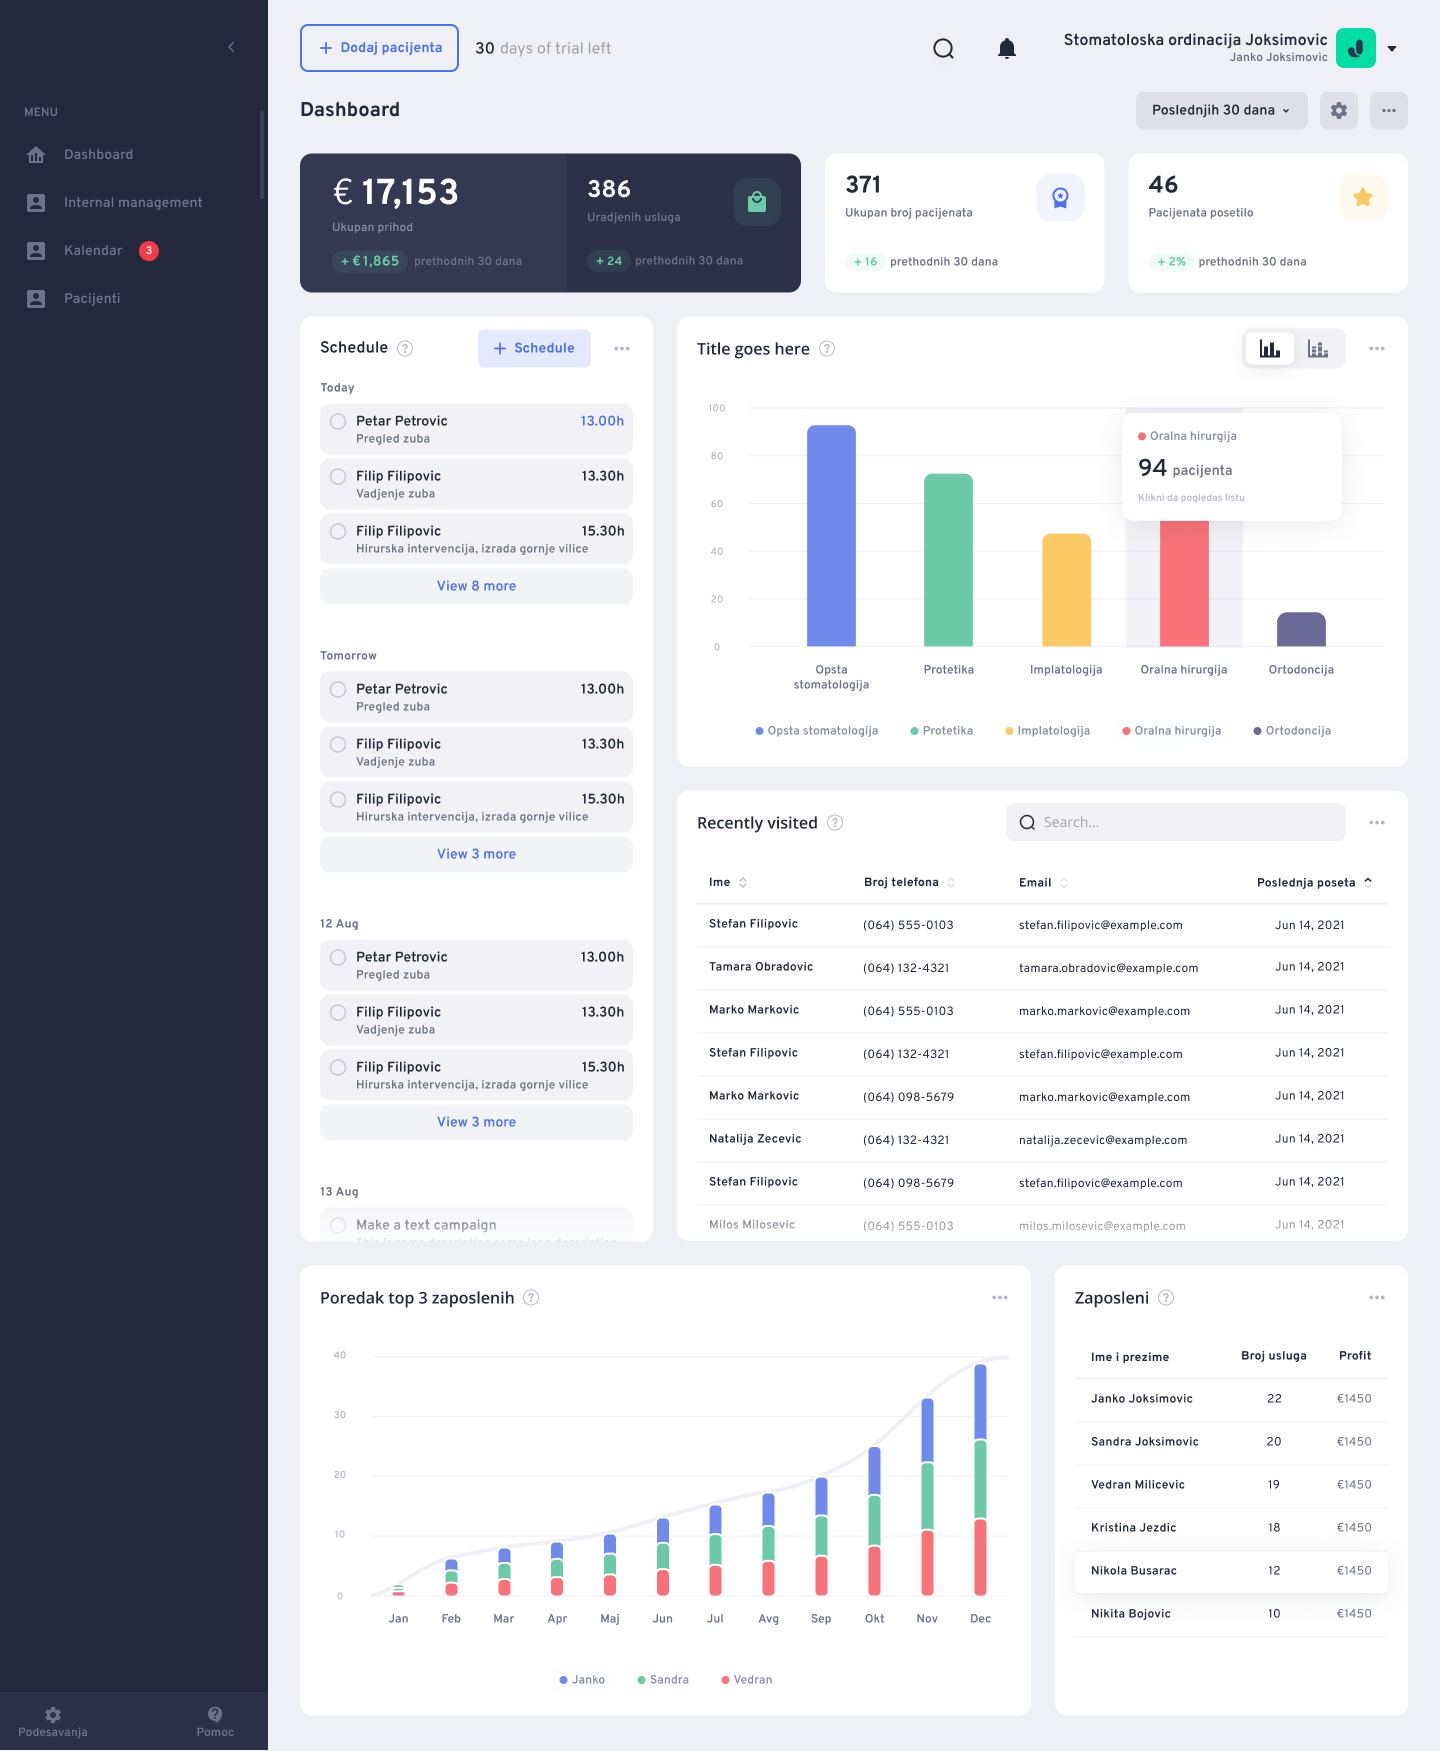 MENU
Dashboard
Internal management
Kalendar 3
Pacijenti
Podesavanja
Pomoc
+ Dodaj pacijenta
30 days of trial left
Stomatoloska ordinacija Joksimovic
Janko Joksimovic
Dashboard
Poslednjih 30 dana
€ 17,153
Ukupan prihod
+ €1,865 prethodnih 30 dana
386
Uradjenih usluga
+ 24 prethodnih 30 dana
371
Ukupan broj pacijenata
+ 16 prethodnih 30 dana
46
Pacijenata posetilo
+ 2% prethodnih 30 dana
Schedule ?
+ Schedule
Today
Petar Petrovic 13.00h
Pregled zuba
Filip Filipovic 13.30h
Vadjenje zuba
Filip Filipovic 15.30h
Hirurska intervencija, izrada gornje vilice
View 8 more
Tomorrow
Petar Petrovic 13.00h
Pregled zuba
Filip Filipovic 13.30h
Vadjenje zuba
Filip Filipovic 15.30h
Hirurska intervencija, izrada gornje vilice
View 3 more
12 Aug
Petar Petrovic 13.00h
Pregled zuba
Filip Filipovic 13.30h
Vadjenje zuba
Filip Filipovic 15.30h
Hirurska intervencija, izrada gornje vilice
View 3 more
13 Aug
Make a text campaign
Title goes here ?
100
80
60
40
20
0
Oralna hirurgija
94 pacijenta
Klikni da pogledas listu
Opsta
stomatologija
Protetika
Implatologija
Oralna hirurgija
Ortodoncija
Opsta stomatologija
Protetika
Implatologija
Oralna hirurgija
Ortodoncija
Recently visited ?
Search...
Ime Broj telefona Email Poslednja poseta
Stefan Filipovic (064) 555-0103 stefan.filipovic@example.com Jun 14, 2021
Tamara Obradovic (064) 132-4321 tamara.obradovic@example.com Jun 14, 2021
Marko Markovic (064) 555-0103 marko.markovic@example.com Jun 14, 2021
Stefan Filipovic (064) 132-4321 stefan.filipovic@example.com Jun 14, 2021
Marko Markovic (064) 098-5679 marko.markovic@example.com Jun 14, 2021
Natalija Zecevic (064) 132-4321 natalija.zecevic@example.com Jun 14, 2021
Stefan Filipovic (064) 098-5679 stefan.filipovic@example.com Jun 14, 2021
Milos Milosevic (064) 555-0103 milos.milosevic@example.com Jun 14, 2021
Poredak top 3 zaposlenih ?
40
30
20
10
0
Jan Feb Mar Apr Maj Jun Jul Avg Sep Okt Nov Dec
Janko Sandra Vedran
Zaposleni ?
Ime i prezime Broj usluga Profit
Janko Joksimovic 22 €1450
Sandra Joksimovic 20 €1450
Vedran Milicevic 19 €1450
Kristina Jezdic 18 €1450
Nikola Busarac 12 €1450
Nikita Bojovic 10 €1450